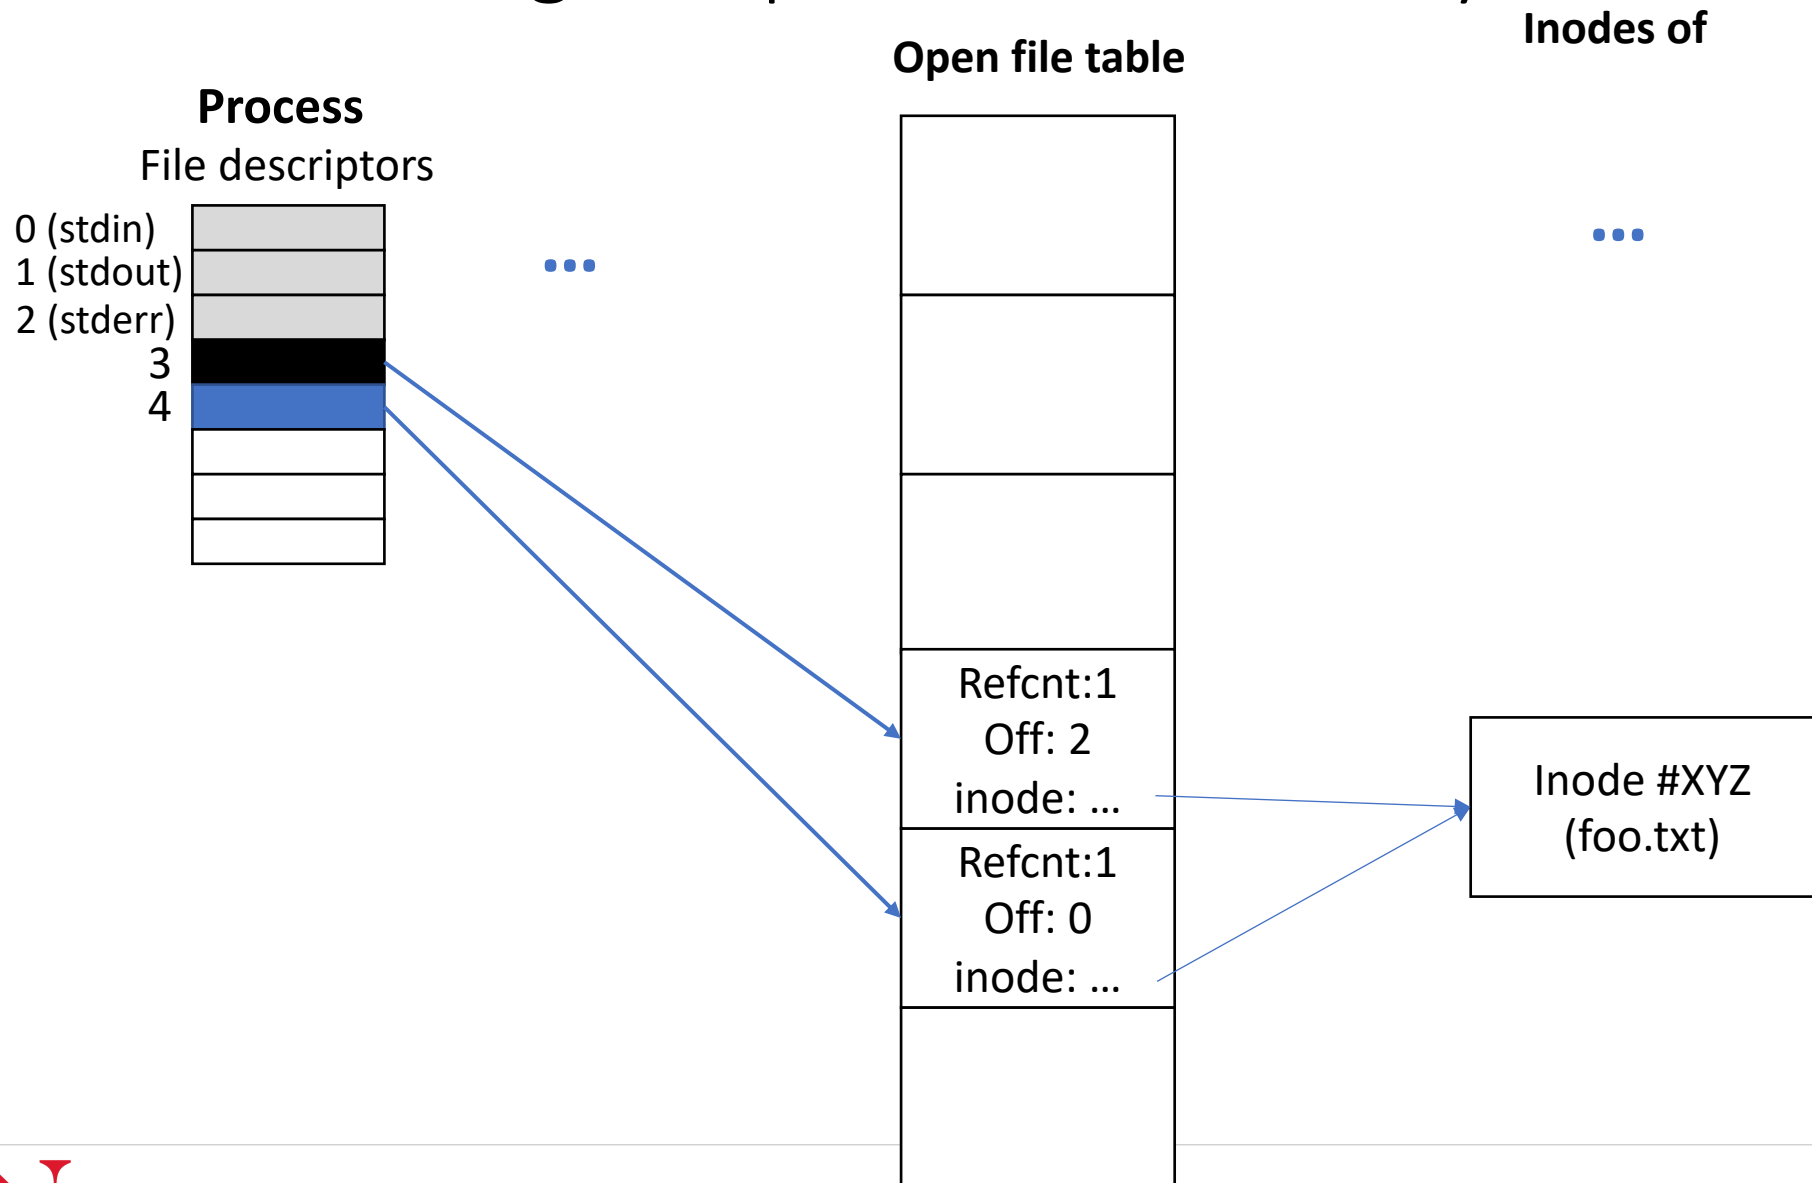 Inodes of
Open file table
Process
File descriptors
0 (stdin)
1 (stdout)
2 (stderr)
3
4
...
...
Refcnt:1
Off: 2
inode: ...
Refcnt:1
Off: 0
inode: ...
Inode #XYZ
(foo.txt)